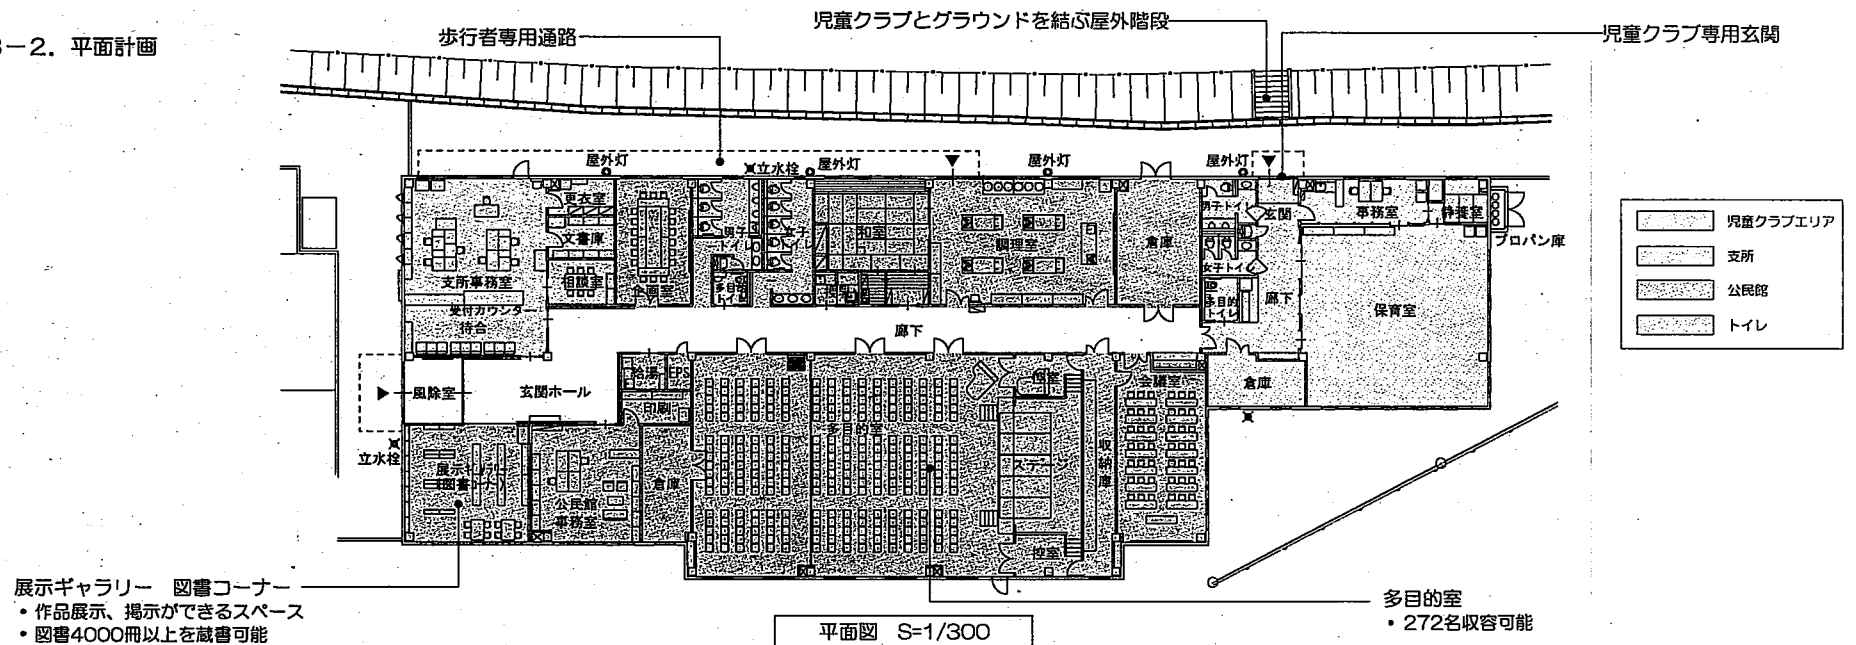 -2. 平面計画
歩行者専用通路
児童クラブとグラウンドを結ぶ屋外階段
児童クラブ専用玄関
屋外灯
立水栓
屋外灯
屋外灯
屋外灯
更衣室
文書庫
相談室
支所事務室
受付カウンター
待合
企画室
男子
トイレ
女子
トイレ
多目的
トイレ
和室
調理室
倉庫
男子トイレ
女子トイレ
多目的
トイレ
玄関
廊下
事務室
静養室
プロパン庫
保育室
倉庫
廊下
風除室
玄関ホール
給湯
EPS
印刷
倉庫
立水栓
展示ギャラリー
(図書コーナー)
公民館
事務室
多目的室
控室
ステージ
控室
収納庫
会議室
児童クラブエリア
支所
公民館
トイレ
展示ギャラリー 図書コーナー
・作品展示、掲示ができるスペース
・図書4000冊以上を蔵書可能
多目的室
・272名収容可能
平面図 S=1/300